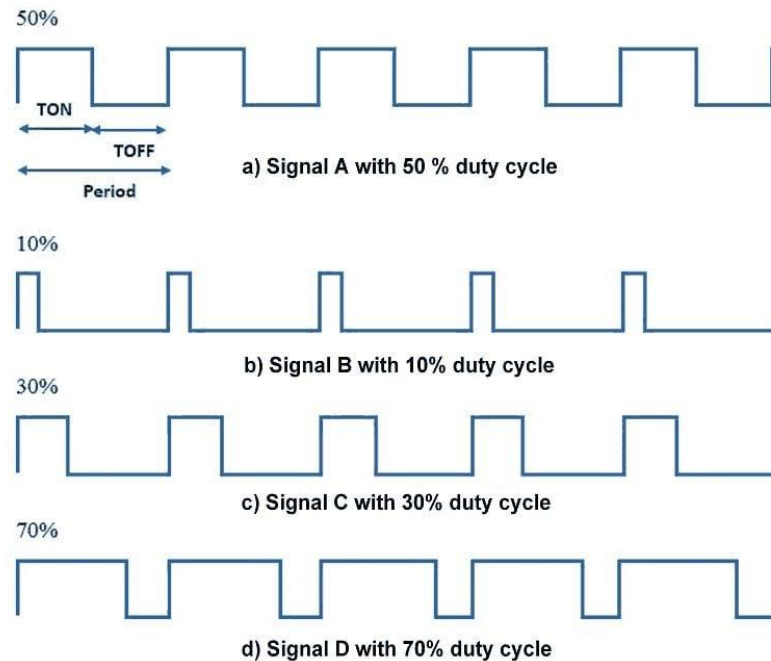 50%
TON
TOFF
Period
a) Signal A with 50 % duty cycle
10%
b) Signal B with 10% duty cycle
30%
c) Signal C with 30% duty cycle
70%
d) Signal D with 70% duty cycle